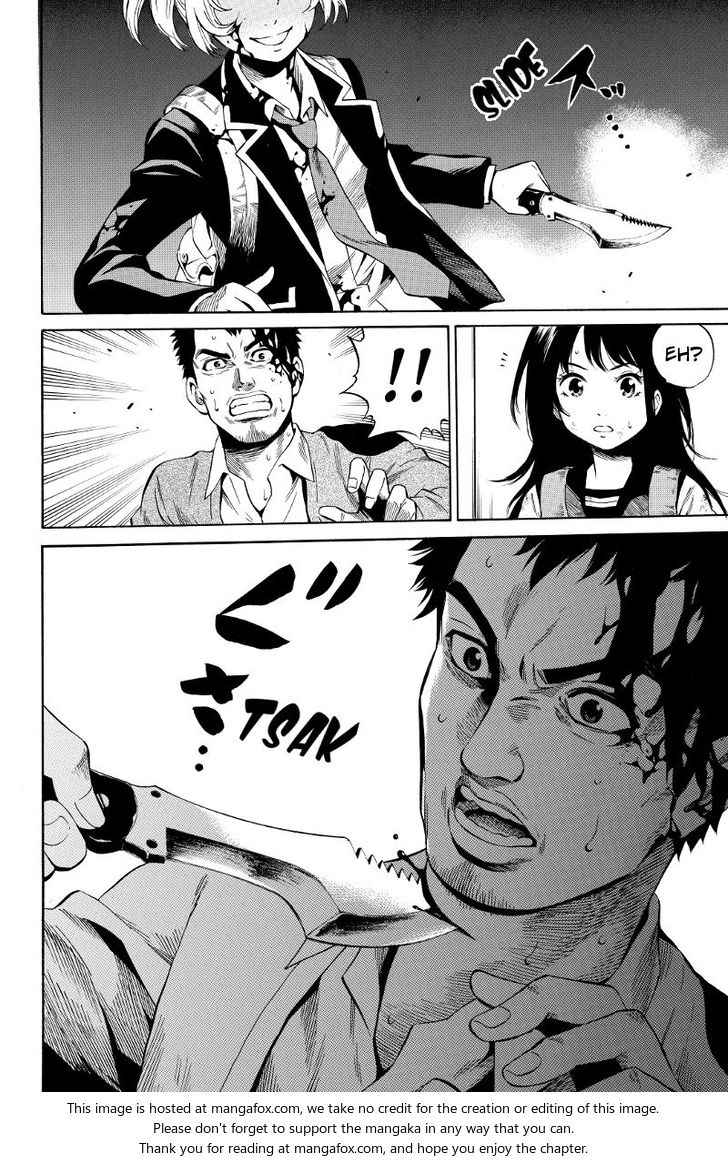 SLIDE
ス...
!!
EH?
ぐ
さ...
TSAK
This image is hosted at mangafox.com, we take no credit for the creation or editing of this image.
Please don't forget to support the mangaka in any way that you can.
Thank you for reading at mangafox.com, and hope you enjoy the chapter.